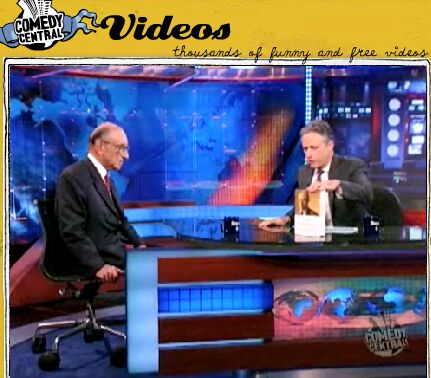 COMEDY
CENTRAL
Videos
thousands of funny and free videos
COMEDY
CENTRAL